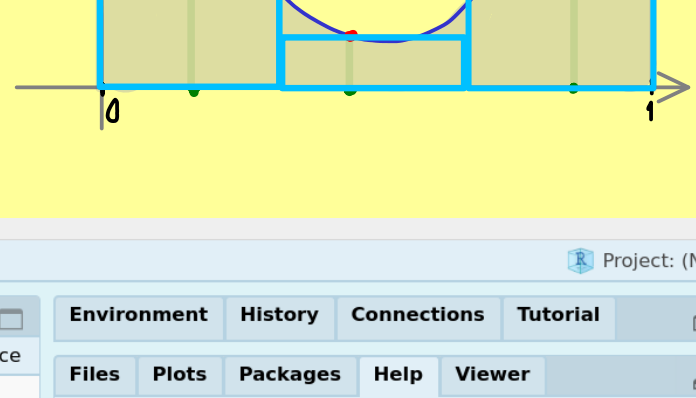 0 1
R Project: (
ce
Environment History Connections Tutorial
Files Plots Packages Help Viewer